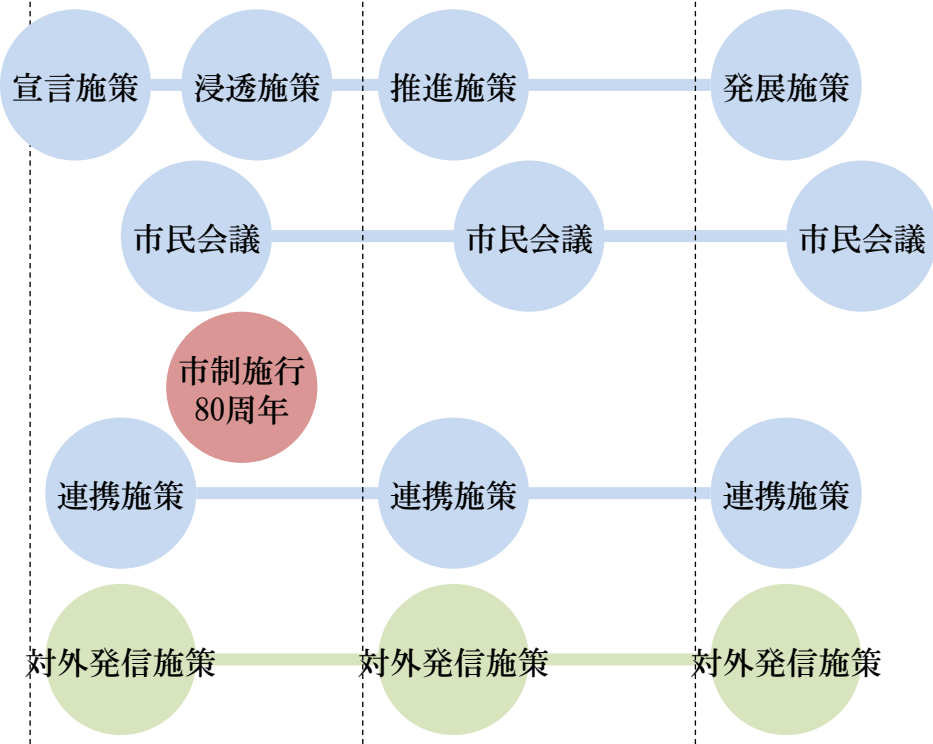 宣言施策
浸透施策
推進施策
発展施策
市民会議
市民会議
市民会議
市制施行
80周年
連携施策
連携施策
連携施策
対外発信施策
対外発信施策
対外発信施策